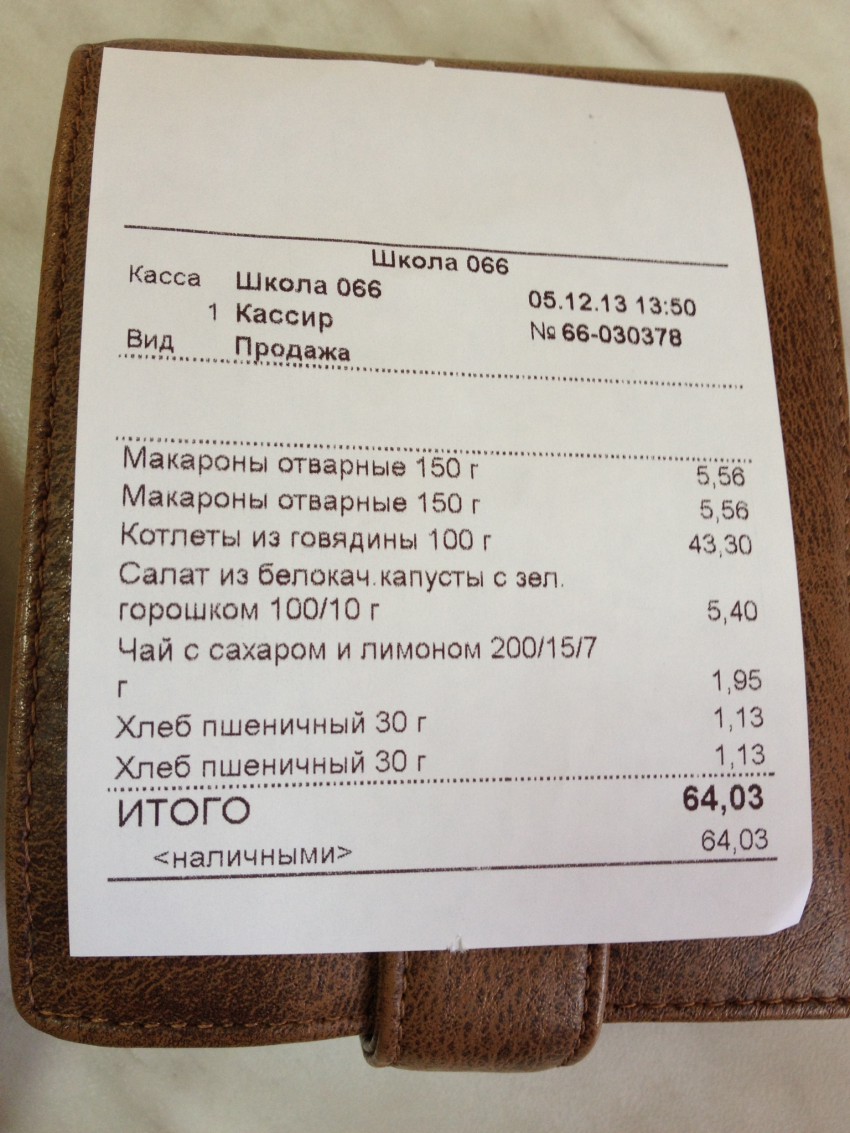 Школа 066
Касса Школа 066 05.12.13 13:50
1 Кассир № 66-030378
Вид Продажа
Макароны отварные 150 г 5,56
Макароны отварные 150 г 5,56
Котлеты из говядины 100 г 43,30
Салат из белокач.капусты с зел.
горошком 100/10 г 5,40
Чай с сахаром и лимоном 200/15/7
г 1,95
Хлеб пшеничный 30 г 1,13
Хлеб пшеничный 30 г 1,13
ИТОГО 64,03
<наличными> 64,03